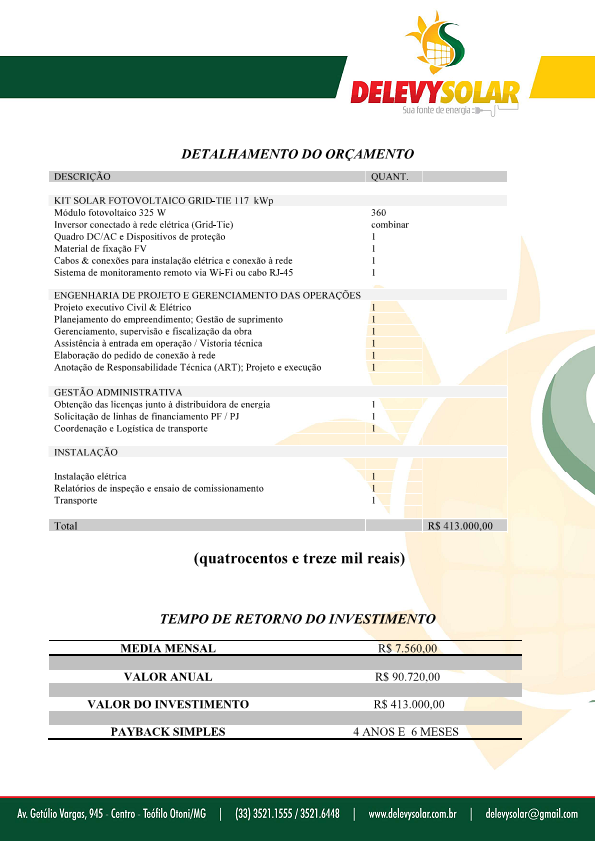 DELEVYSOLAR
Sua fonte de energia
DETALHAMENTO DO ORÇAMENTO
DESCRIÇÃO QUANT.
KIT SOLAR FOTOVOLTAICO GRID-TIE 117 kWp
Módulo fotovoltaico 325 W 360
Inversor conectado à rede elétrica (Grid-Tie) combinar
Quadro DC/AC e Dispositivos de proteção 1
Material de fixação FV 1
Cabos & conexões para instalação elétrica e conexão à rede 1
Sistema de monitoramento remoto via Wi-Fi ou cabo RJ-45 1
ENGENHARIA DE PROJETO E GERENCIAMENTO DAS OPERAÇÕES
Projeto executivo Civil & Elétrico 1
Planejamento do empreendimento; Gestão de suprimento 1
Gerenciamento, supervisão e fiscalização da obra 1
Assistência à entrada em operação / Vistoria técnica 1
Elaboração do pedido de conexão à rede 1
Anotação de Responsabilidade Técnica (ART); Projeto e execução 1
GESTÃO ADMINISTRATIVA
Obtenção das licenças junto à distribuidora de energia 1
Solicitação de linhas de financiamento PF / PJ 1
Coordenação e Logística de transporte 1
INSTALAÇÃO
Instalação elétrica 1
Relatórios de inspeção e ensaio de comissionamento 1
Transporte 1
Total R$ 413.000,00
(quatrocentos e treze mil reais)
TEMPO DE RETORNO DO INVESTIMENTO
MEDIA MENSAL R$ 7.560,00
VALOR ANUAL R$ 90.720,00
VALOR DO INVESTIMENTO R$ 413.000,00
PAYBACK SIMPLES 4 ANOS E 6 MESES
Av. Getúlio Vargas, 945 - Centro - Teófilo Otoni/MG | (33) 3521.1555 / 3521.6448 | www.delevysolar.com.br | delevysolar@gmail.com